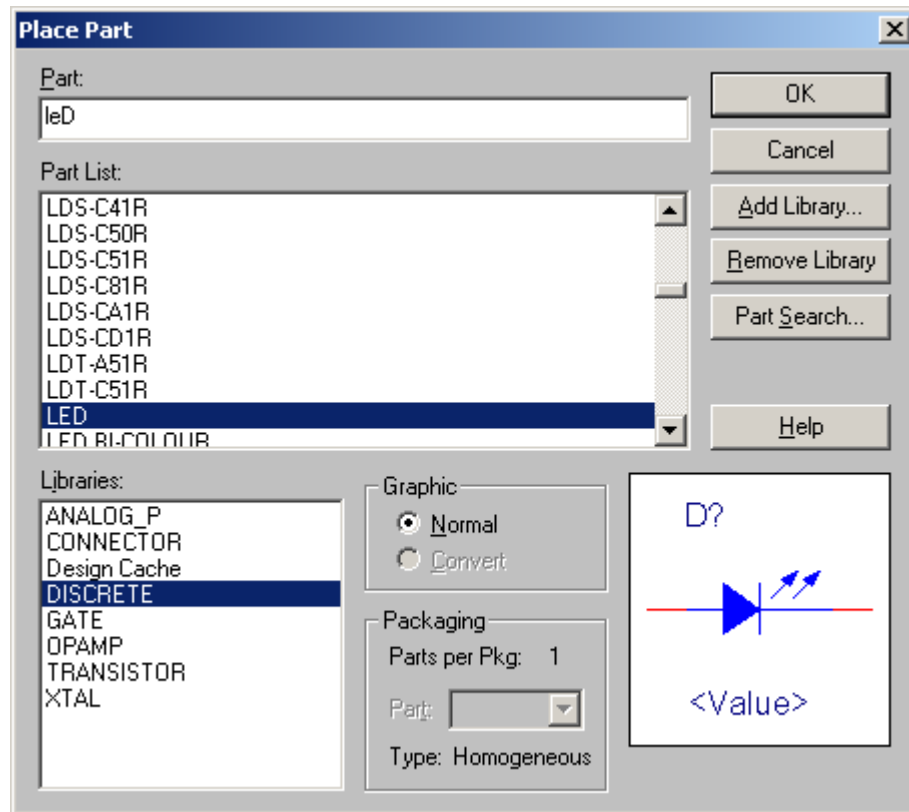 Place Part
Part:
leD
OK
Cancel
Part List:
LDS-C41R
LDS-C50R
LDS-C51R
LDS-C81R
LDS-CA1R
LDS-CD1R
LDT-A51R
LDT-C51R
LED
LED BI-COLOUR
Add Library...
Remove Library
Part Search...
Help
Libraries:
ANALOG_P
CONNECTOR
Design Cache
DISCRETE
GATE
OPAMP
TRANSISTOR
XTAL
Graphic
Normal
Convert
Packaging
Parts per Pkg: 1
Part:
Type: Homogeneous
D?
<Value>